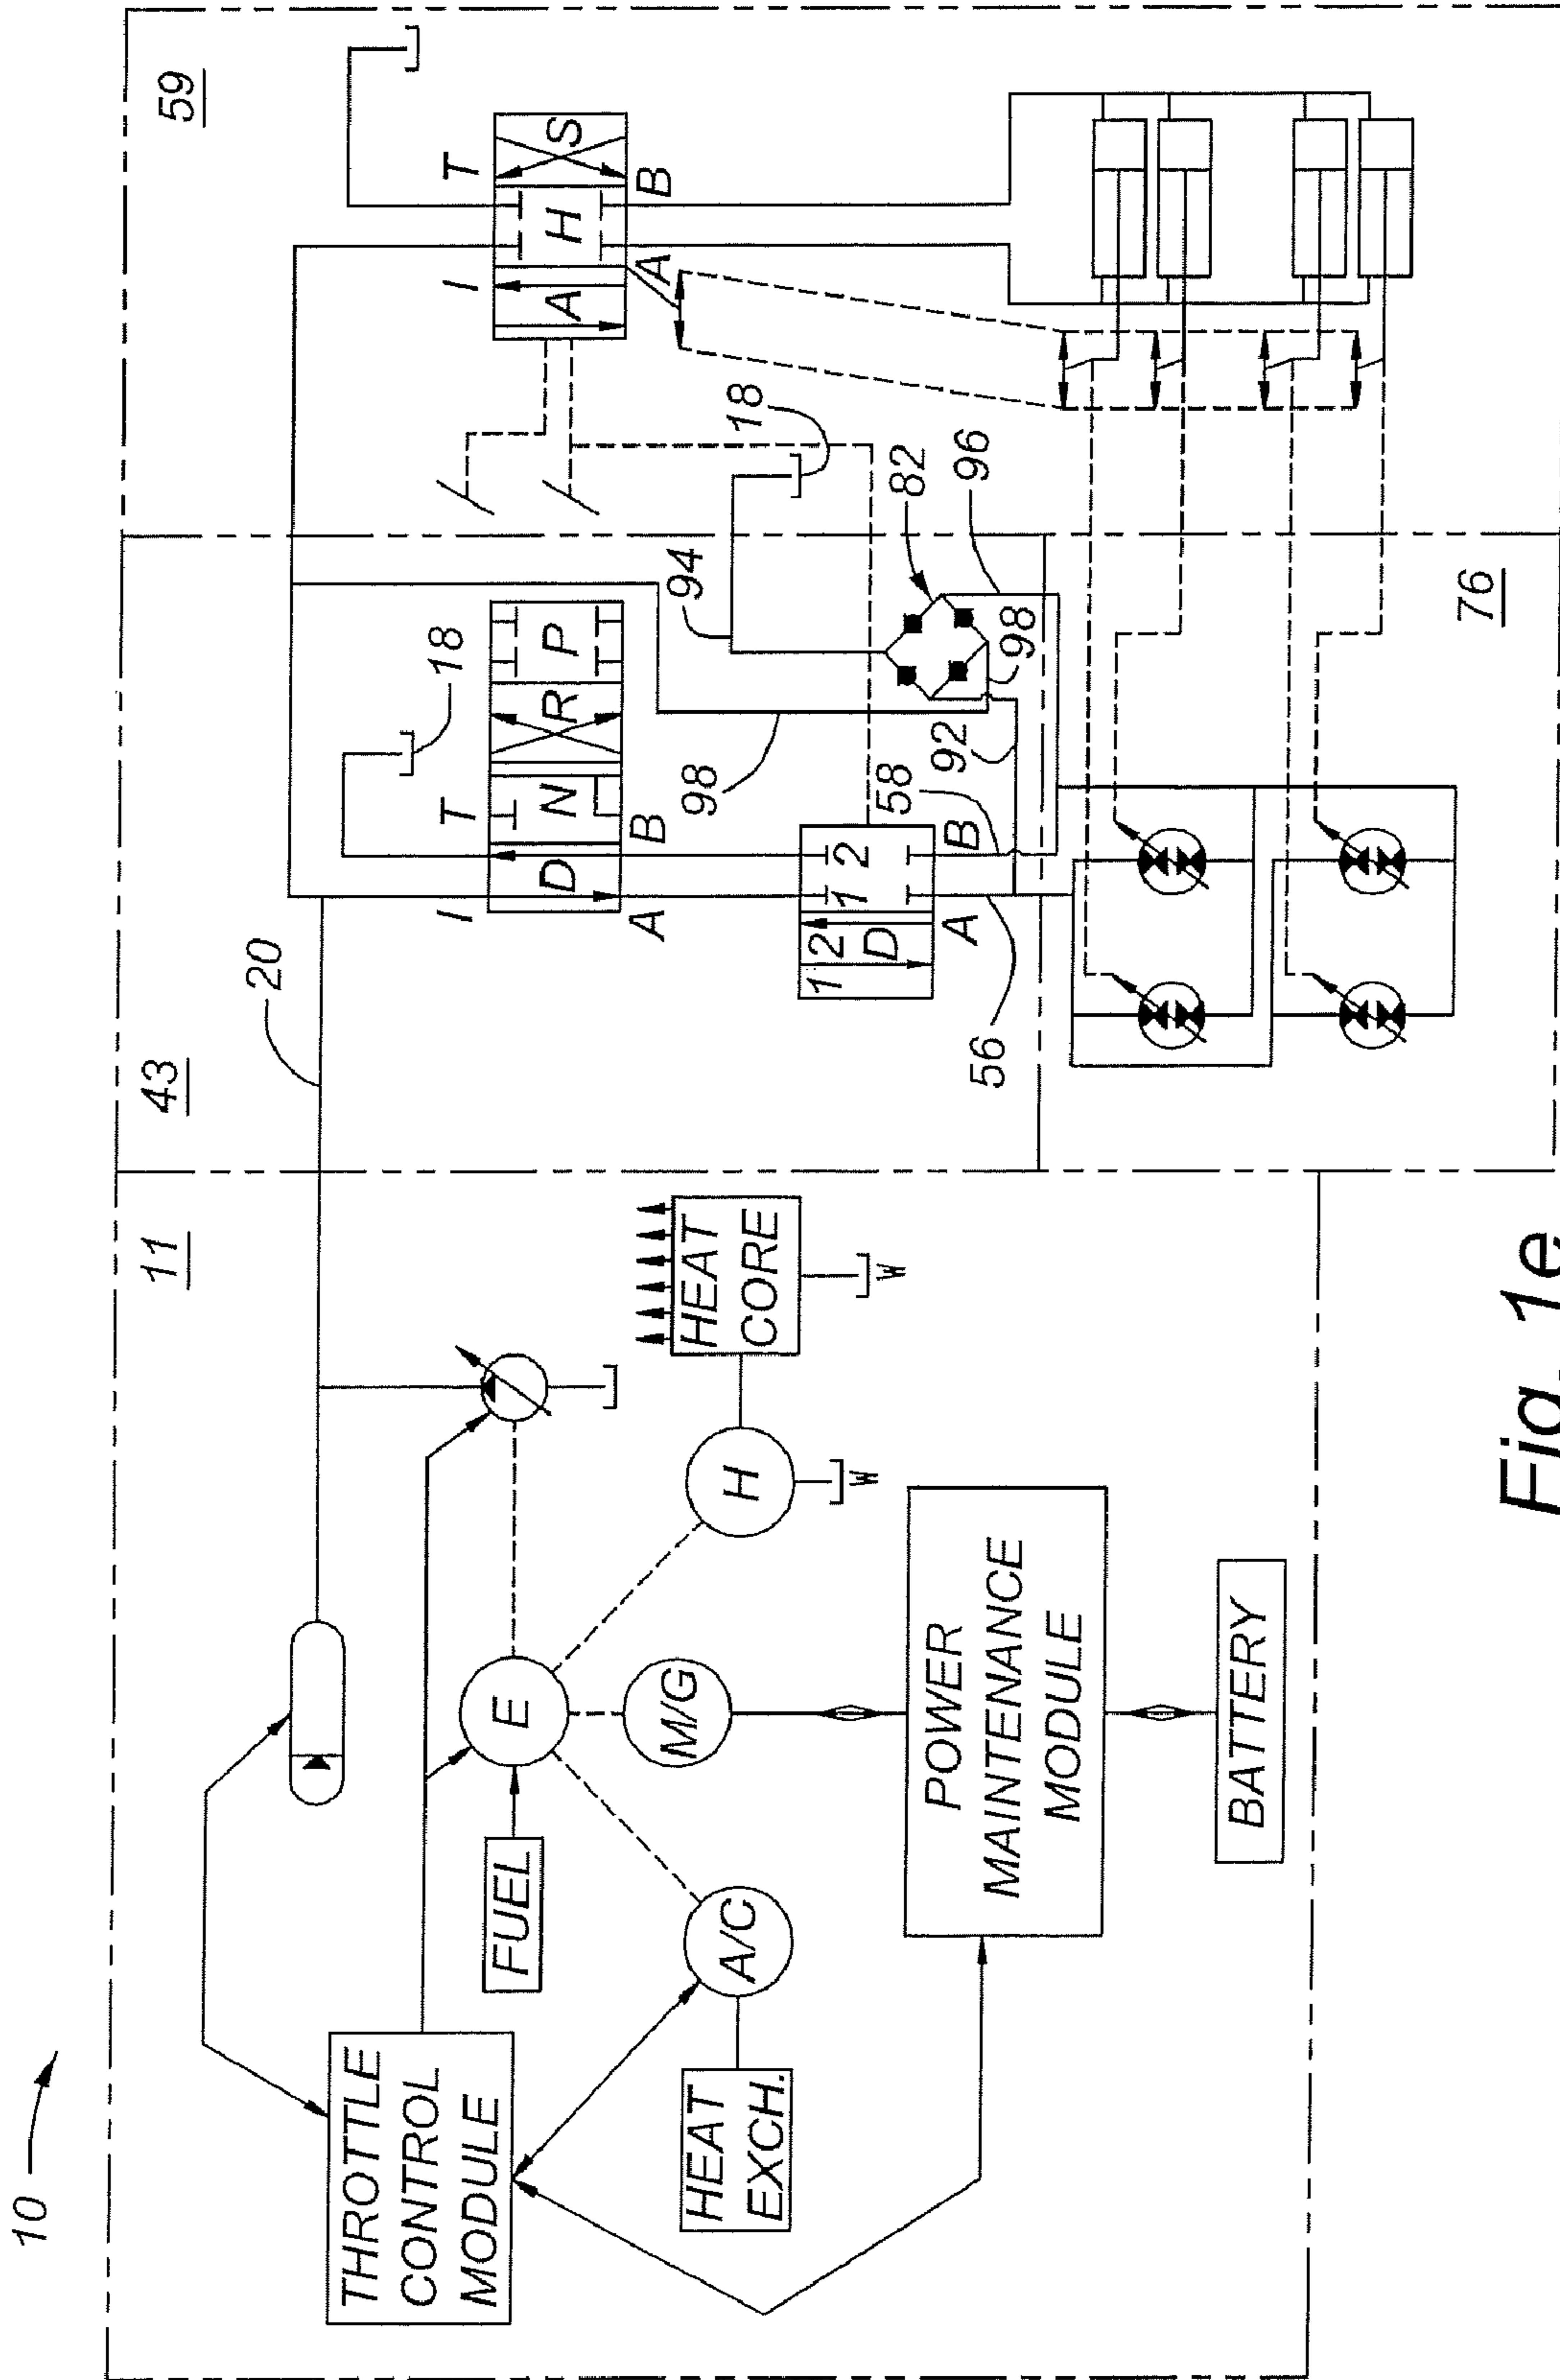 10
11
THROTTLE
CONTROL
MODULE
FUEL
E
HEAT
EXCH.
A/C
M/G
H
W
HEAT
CORE
W
POWER
MAINTENANCE
MODULE
BATTERY
43
20
18
I
T
D
N
R
P
A
B
98
94
18
82
96
98
92
58
1
2
D
1
2
A
B
56
59
I
T
A
H
S
A
B
76
Fig. 1e